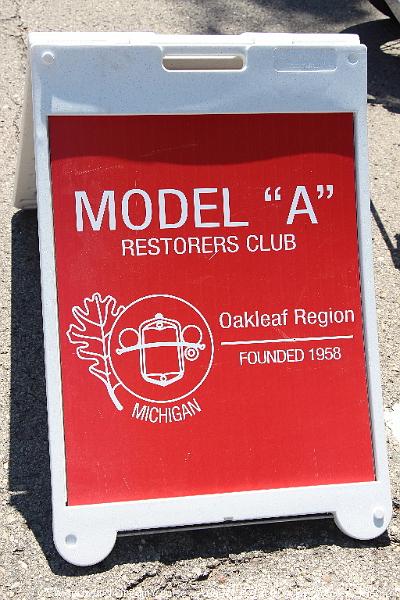 MODEL "A"
RESTORERS CLUB
Oakleaf Region
FOUNDED 1958
MICHIGAN